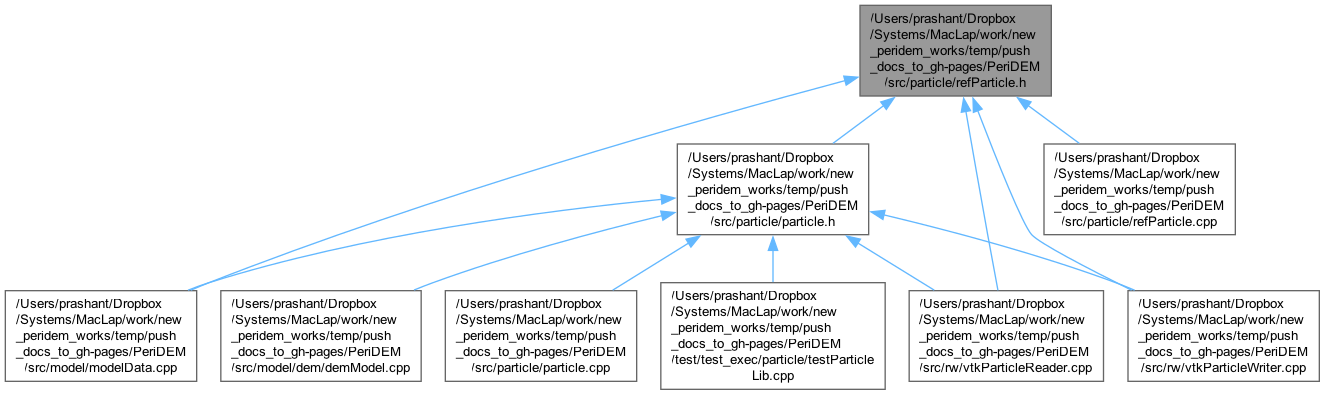 /Users/prashant/Dropbox
/Systems/MacLap/work/new
_peridem_works/temp/push
_docs_to_gh-pages/PeriDEM
/src/particle/refParticle.h
/Users/prashant/Dropbox
/Systems/MacLap/work/new
_peridem_works/temp/push
_docs_to_gh-pages/PeriDEM
/src/particle/particle.h
/Users/prashant/Dropbox
/Systems/MacLap/work/new
_peridem_works/temp/push
_docs_to_gh-pages/PeriDEM
/src/particle/refParticle.cpp
/Users/prashant/Dropbox
/Systems/MacLap/work/new
_peridem_works/temp/push
_docs_to_gh-pages/PeriDEM
/src/model/modelData.cpp
/Users/prashant/Dropbox
/Systems/MacLap/work/new
_peridem_works/temp/push
_docs_to_gh-pages/PeriDEM
/src/model/dem/demModel.cpp
/Users/prashant/Dropbox
/Systems/MacLap/work/new
_peridem_works/temp/push
_docs_to_gh-pages/PeriDEM
/src/particle/particle.cpp
/Users/prashant/Dropbox
/Systems/MacLap/work/new
_peridem_works/temp/push
_docs_to_gh-pages/PeriDEM
/test/test_exec/particle/testParticle
Lib.cpp
/Users/prashant/Dropbox
/Systems/MacLap/work/new
_peridem_works/temp/push
_docs_to_gh-pages/PeriDEM
/src/rw/vtkParticleReader.cpp
/Users/prashant/Dropbox
/Systems/MacLap/work/new
_peridem_works/temp/push
_docs_to_gh-pages/PeriDEM
/src/rw/vtkParticleWriter.cpp